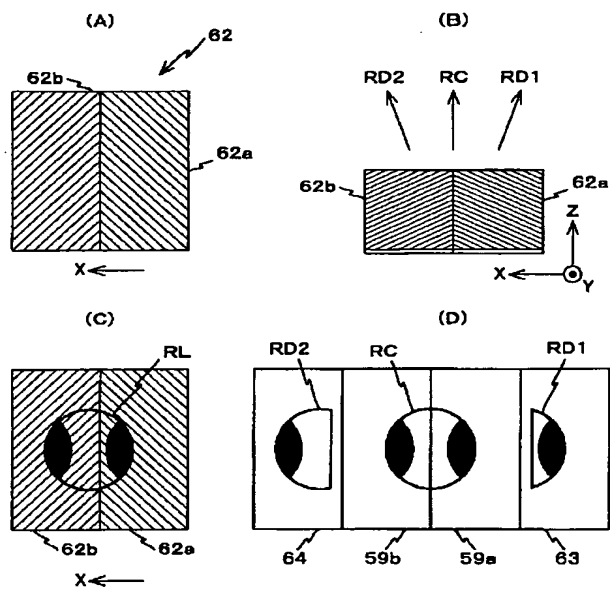 (A)
62
62b
62a
X
(B)
RD2 RC RD1
62b
62a
Z
X
Y
(C)
RL
62b 62a
X
(D)
RD2 RC RD1
64 59b 59a 63